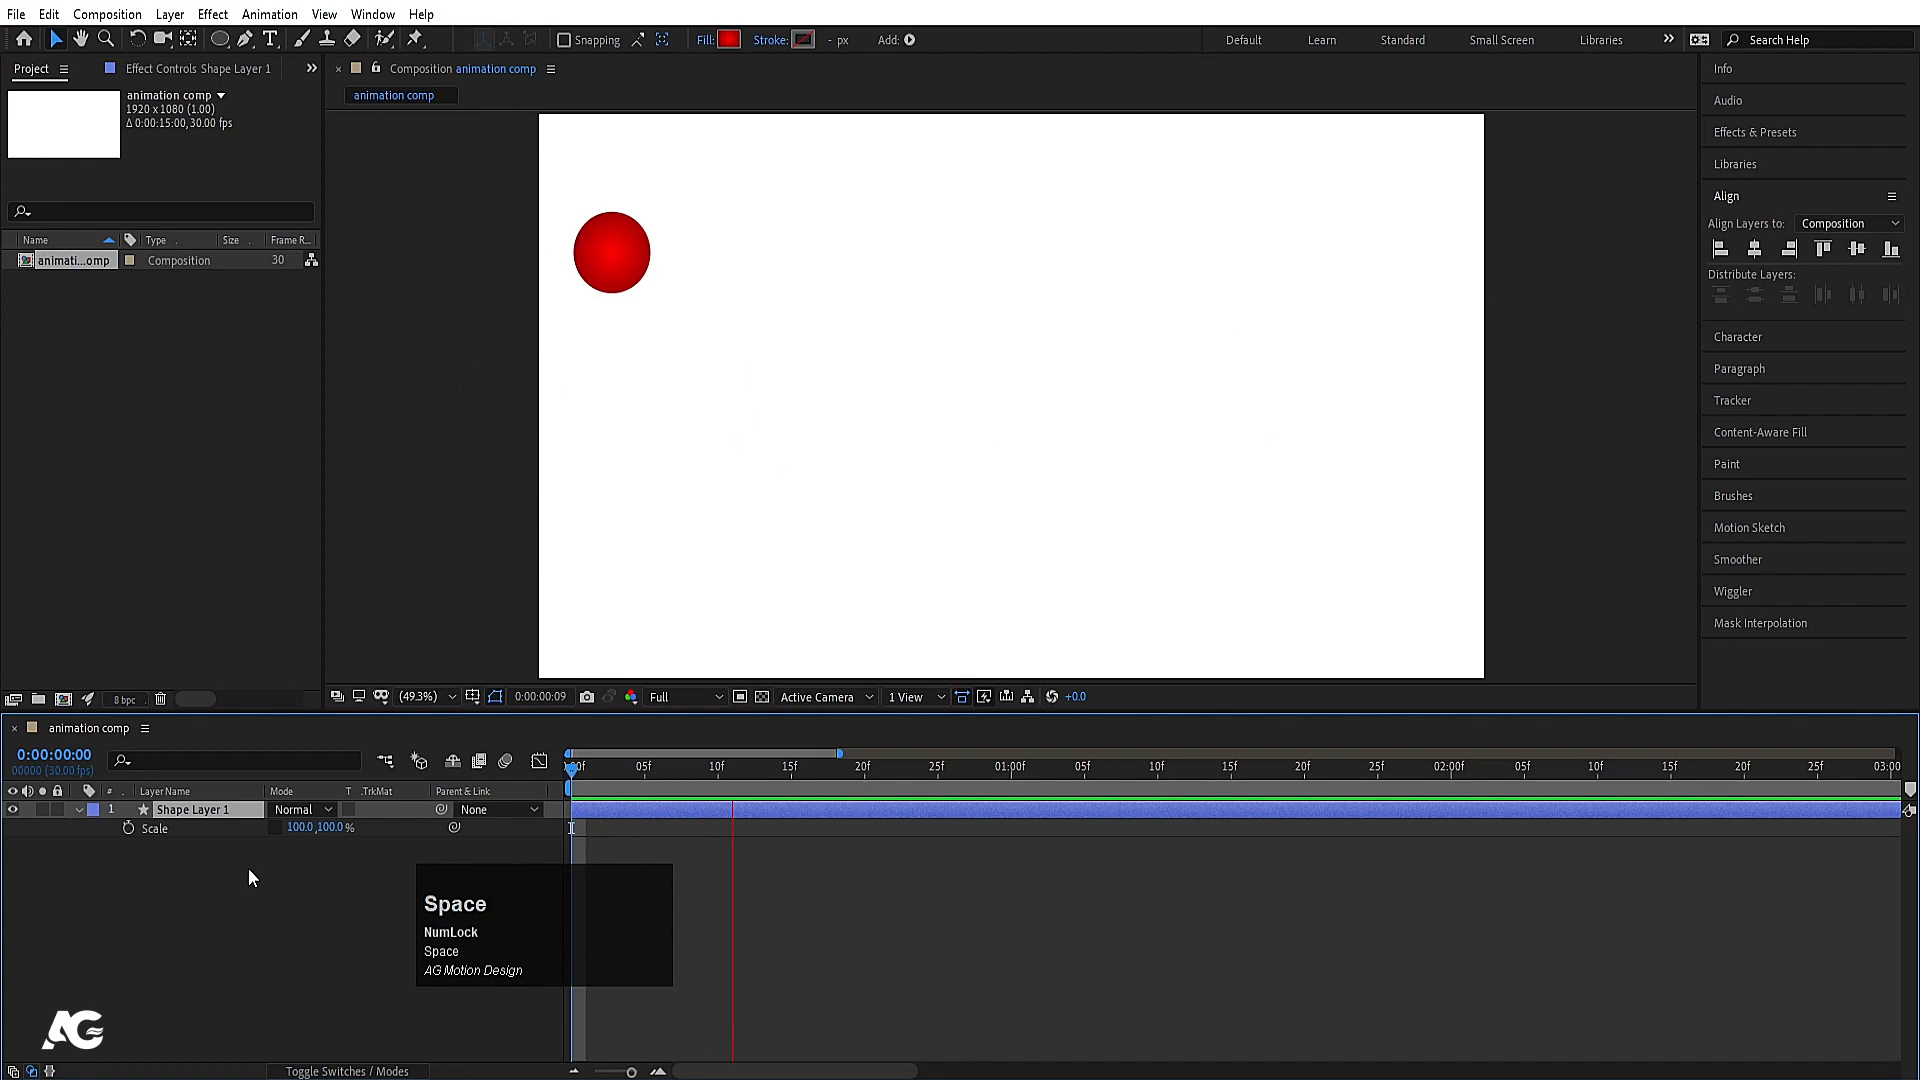 File Edit Composition Layer Effect Animation View Window Help
Snapping Fill: Stroke: - px Add: Default Learn Standard Small Screen Libraries Search Help
Project Effect Controls Shape Layer 1 Composition animation comp Info
animation comp
1920 x 1080 (1.00)
Δ 0:00:15:00, 30.00 fps
animation comp
Audio
Effects & Presets
Libraries
Align
Align Layers to: Composition
Distribute Layers:
Name Type Size Frame R...
animati...omp Composition 30
Character
Paragraph
Tracker
Content-Aware Fill
Paint
Brushes
Motion Sketch
Smoother
Wiggler
Mask Interpolation
8 bpc (49.3%) 0:00:00:09 Full Active Camera 1 View +0.0
animation comp
0:00:00:00
00000 (30.00 fps)
05f 10f 15f 20f 25f 01:00f 05f 10f 15f 20f 25f 02:00f 05f 10f 15f 20f 25f 03:00
# Layer Name Mode T .TrkMat Parent & Link
1 Shape Layer 1 Normal None
Scale 100.0,100.0 %
Space
NumLock
Space
AG Motion Design
AG
Toggle Switches / Modes